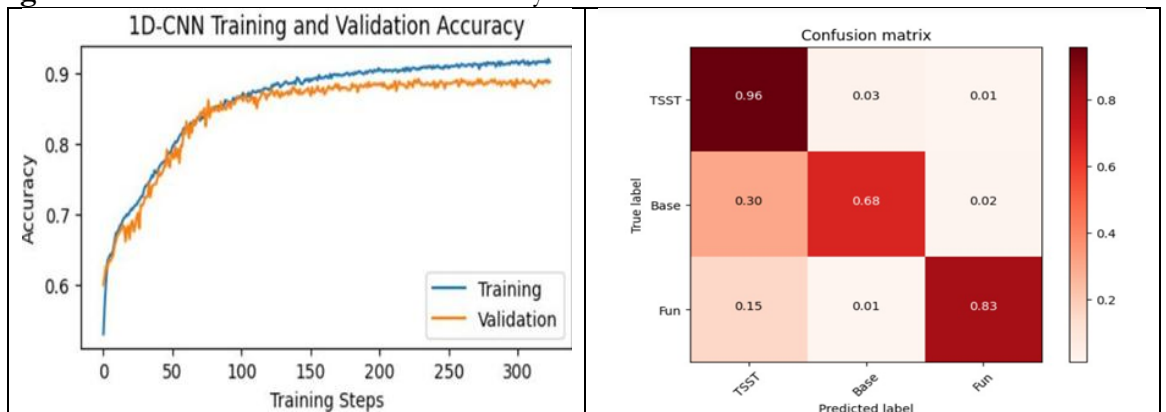 1D-CNN Training and Validation Accuracy
0.9
0.8
0.7
0.6
Accuracy
Training
Validation
0 50 100 150 200 250 300
Training Steps
Confusion matrix
TSST 0.96 0.03 0.01
Base 0.30 0.68 0.02
Fun 0.15 0.01 0.83
True label
TSST Base Fun
Predicted label
0.8
0.6
0.4
0.2